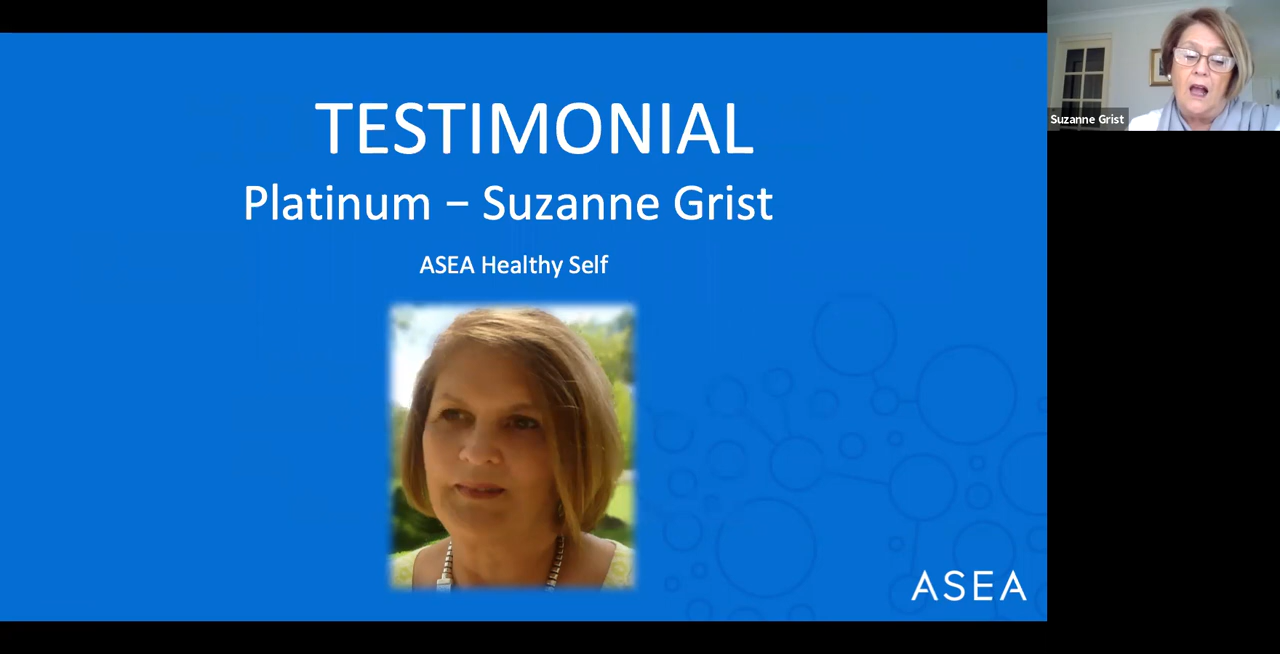 TESTIMONIAL
Platinum – Suzanne Grist
ASEA Healthy Self
ASEA
Suzanne Grist